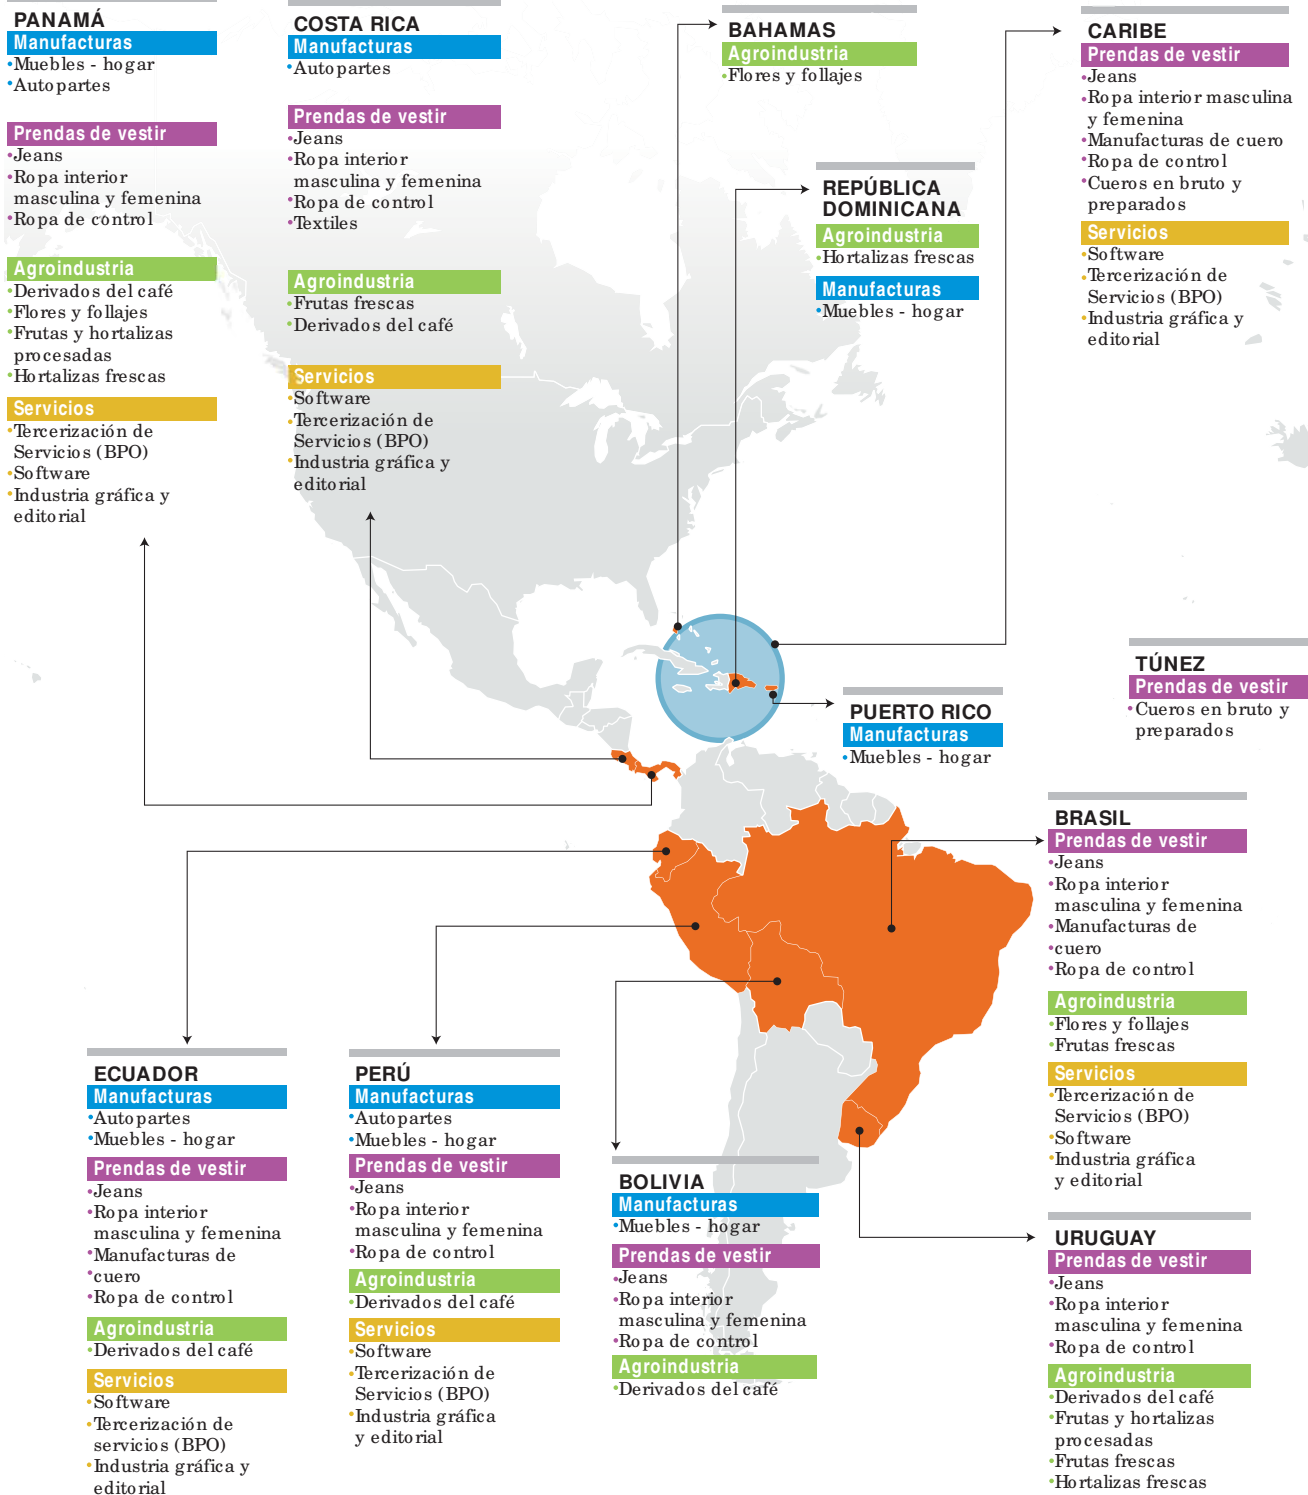 PANAMÁ
Manufacturas
•Muebles - hogar
•Autopartes
Prendas de vestir
•Jeans
•Ropa interior
masculina y femenina
•Ropa de control
Agroindustria
•Derivados del café
•Flores y follajes
•Frutas y hortalizas
procesadas
•Hortalizas frescas
Servicios
•Tercerización de
Servicios (BPO)
•Software
•Industria gráfica y
editorial
COSTA RICA
Manufacturas
•Autopartes
Prendas de vestir
•Jeans
•Ropa interior
masculina y femenina
•Ropa de control
•Textiles
Agroindustria
•Frutas frescas
•Derivados del café
Servicios
•Software
•Tercerización de
Servicios (BPO)
•Industria gráfica y
editorial
BAHAMAS
Agroindustria
•Flores y follajes
REPÚBLICA
DOMINICANA
Agroindustria
•Hortalizas frescas
Manufacturas
•Muebles - hogar
CARIBE
Prendas de vestir
•Jeans
•Ropa interior masculina
y femenina
•Manufacturas de cuero
•Ropa de control
•Cueros en bruto y
preparados
Servicios
•Software
•Tercerización de
Servicios (BPO)
•Industria gráfica y
editorial
TÚNEZ
Prendas de vestir
•Cueros en bruto y
preparados
PUERTO RICO
Manufacturas
•Muebles - hogar
BRASIL
Prendas de vestir
•Jeans
•Ropa interior
masculina y femenina
•Manufacturas de
•cuero
•Ropa de control
Agroindustria
•Flores y follajes
•Frutas frescas
Servicios
•Tercerización de
Servicios (BPO)
•Software
•Industria gráfica
y editorial
ECUADOR
Manufacturas
•Autopartes
•Muebles - hogar
Prendas de vestir
•Jeans
•Ropa interior
masculina y femenina
•Manufacturas de
•cuero
•Ropa de control
Agroindustria
•Derivados del café
Servicios
•Software
•Tercerización de
servicios (BPO)
•Industria gráfica y
editorial
PERÚ
Manufacturas
•Autopartes
•Muebles - hogar
Prendas de vestir
•Jeans
•Ropa interior
masculina y femenina
•Ropa de control
Agroindustria
•Derivados del café
Servicios
•Software
•Tercerización de
Servicios (BPO)
•Industria gráfica
y editorial
BOLIVIA
Manufacturas
•Muebles - hogar
Prendas de vestir
•Jeans
•Ropa interior
masculina y femenina
•Ropa de control
Agroindustria
•Derivados del café
URUGUAY
Prendas de vestir
•Jeans
•Ropa interior
masculina y femenina
•Ropa de control
Agroindustria
•Derivados del café
•Frutas y hortalizas
procesadas
•Frutas frescas
•Hortalizas frescas